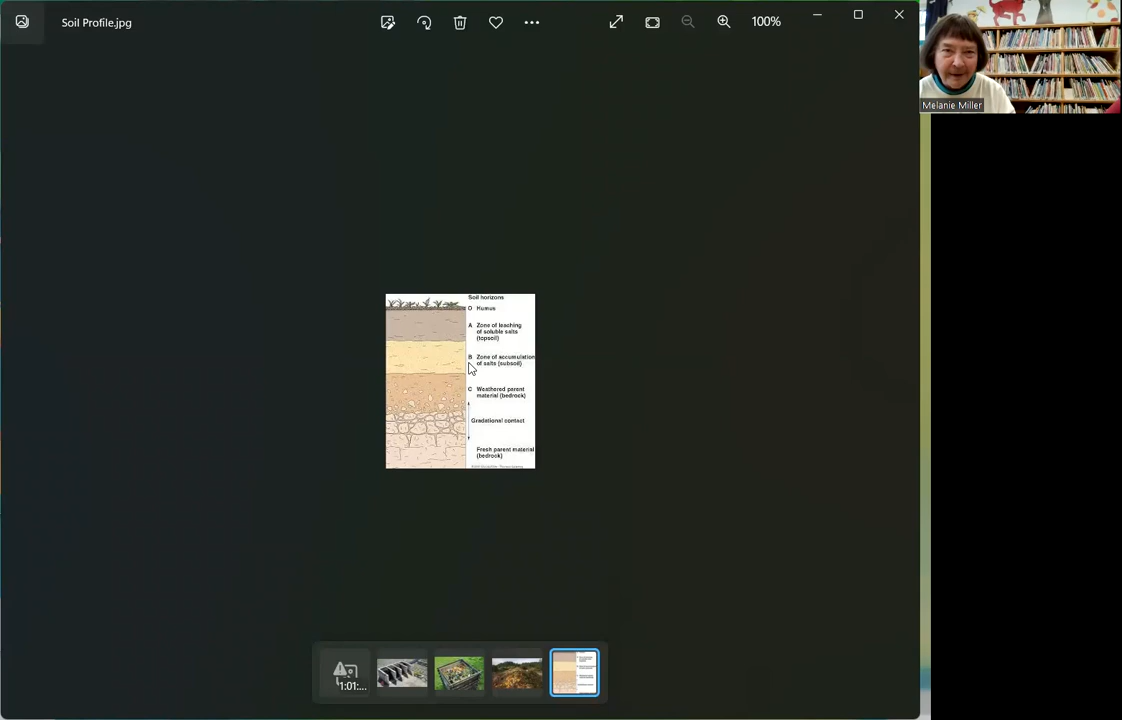 Soil Profile.jpg
100%
Melanie Miller
Soil horizons
O Humus
A Zone of leaching
of soluble salts
(topsoil)
B Zone of accumulation
of salts (subsoil)
C Weathered parent
material (bedrock)
Gradational contact
Fresh parent material
(bedrock)
1:01:...